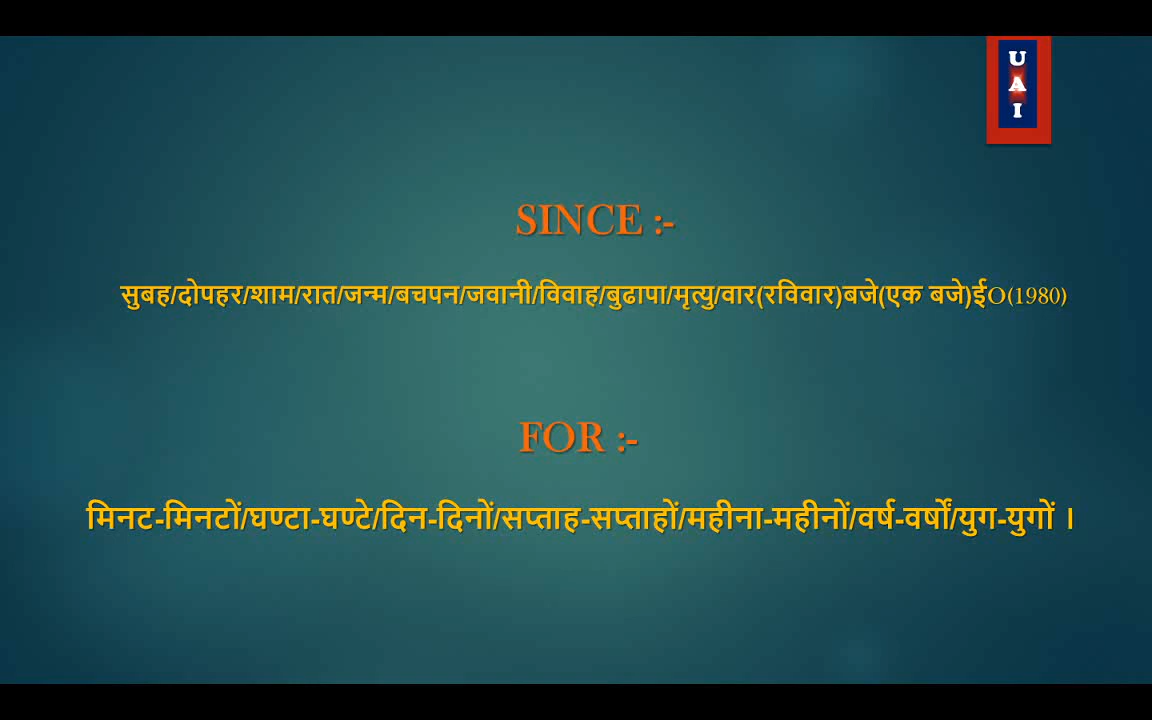 U
A
I
SINCE :-
सुबह/दोपहर/शाम/रात/जन्म/बचपन/जवानी/विवाह/बुढापा/मृत्यु/वार(रविवार)बजे(एक बजे)ईO(1980)
FOR :-
मिनट-मिनटों/घण्टा-घण्टे/दिन-दिनों/सप्ताह-सप्ताहों/महीना-महीनों/वर्ष-वर्षों/युग-युगों ।